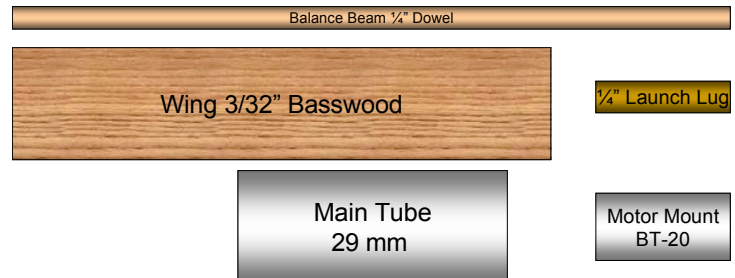 Balance Beam ¼” Dowel
Wing 3/32” Basswood
¼” Launch Lug
Main Tube
29 mm
Motor Mount
BT-20